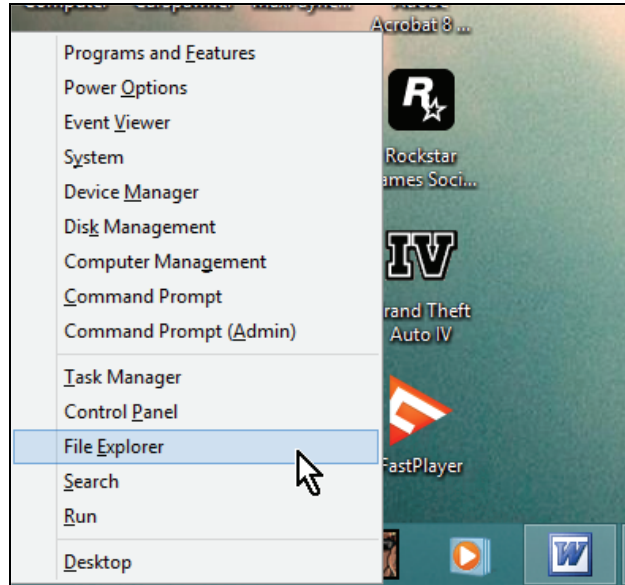 Acrobat 8 ...
Programs and Features
Power Options
Event Viewer
System
Device Manager
Disk Management
Computer Management
Command Prompt
Command Prompt (Admin)
Task Manager
Control Panel
File Explorer
Search
Run
Desktop
R
Rockstar
ames Soci...
IV
rand Theft
Auto IV
FastPlayer
W